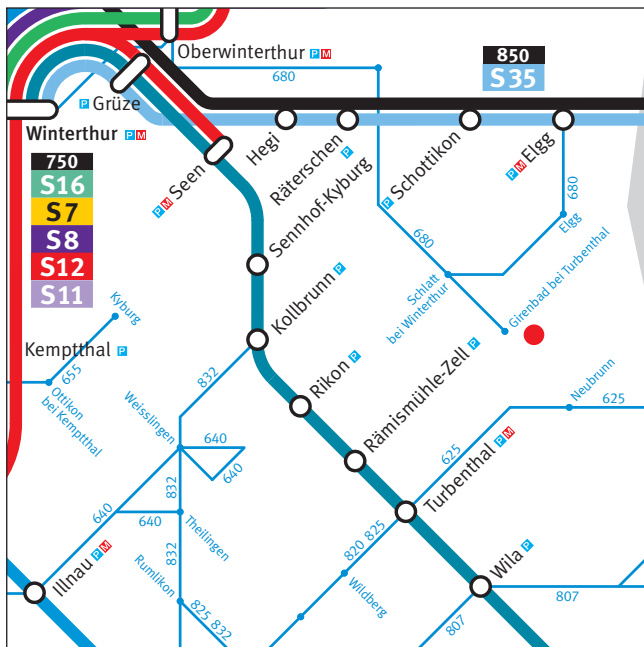 Oberwinterthur P M
680
850
S35
P Grüze
Winterthur P M
750
S16
S7
S8
S12
S11
Hegi
Räterschen P
P Schottikon
P M Elgg
P M Seen
Sennhof-Kyburg
680
Elgg
680
Schlatt
bei Winterthur
Girenbad bei Turbenthal
Kyburg
Kollbrunn P
Kemptthal P
655
Ottikon
bei Kemptthal
832
Rikon P
Rämismühle-Zell P
Neubrunn
625
Weisslingen
640
640
625
Turbenthal P M
832
640
640
Theilingen
832
820 825
Illnau P M
Rumlikon
Wildberg
Wila P
825 832
807
807